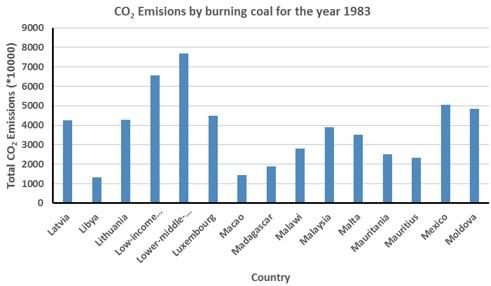 CO₂ Emisions by burning coal for the year 1983
Total CO₂ Emissions (*10000)
9000
8000
7000
6000
5000
4000
3000
2000
1000
0
Latvia
Libya
Lithuania
Low-income…
Lower-middle-…
Luxembourg
Macao
Madagascar
Malawi
Malaysia
Malta
Mauritania
Mauritius
Mexico
Moldova
Country